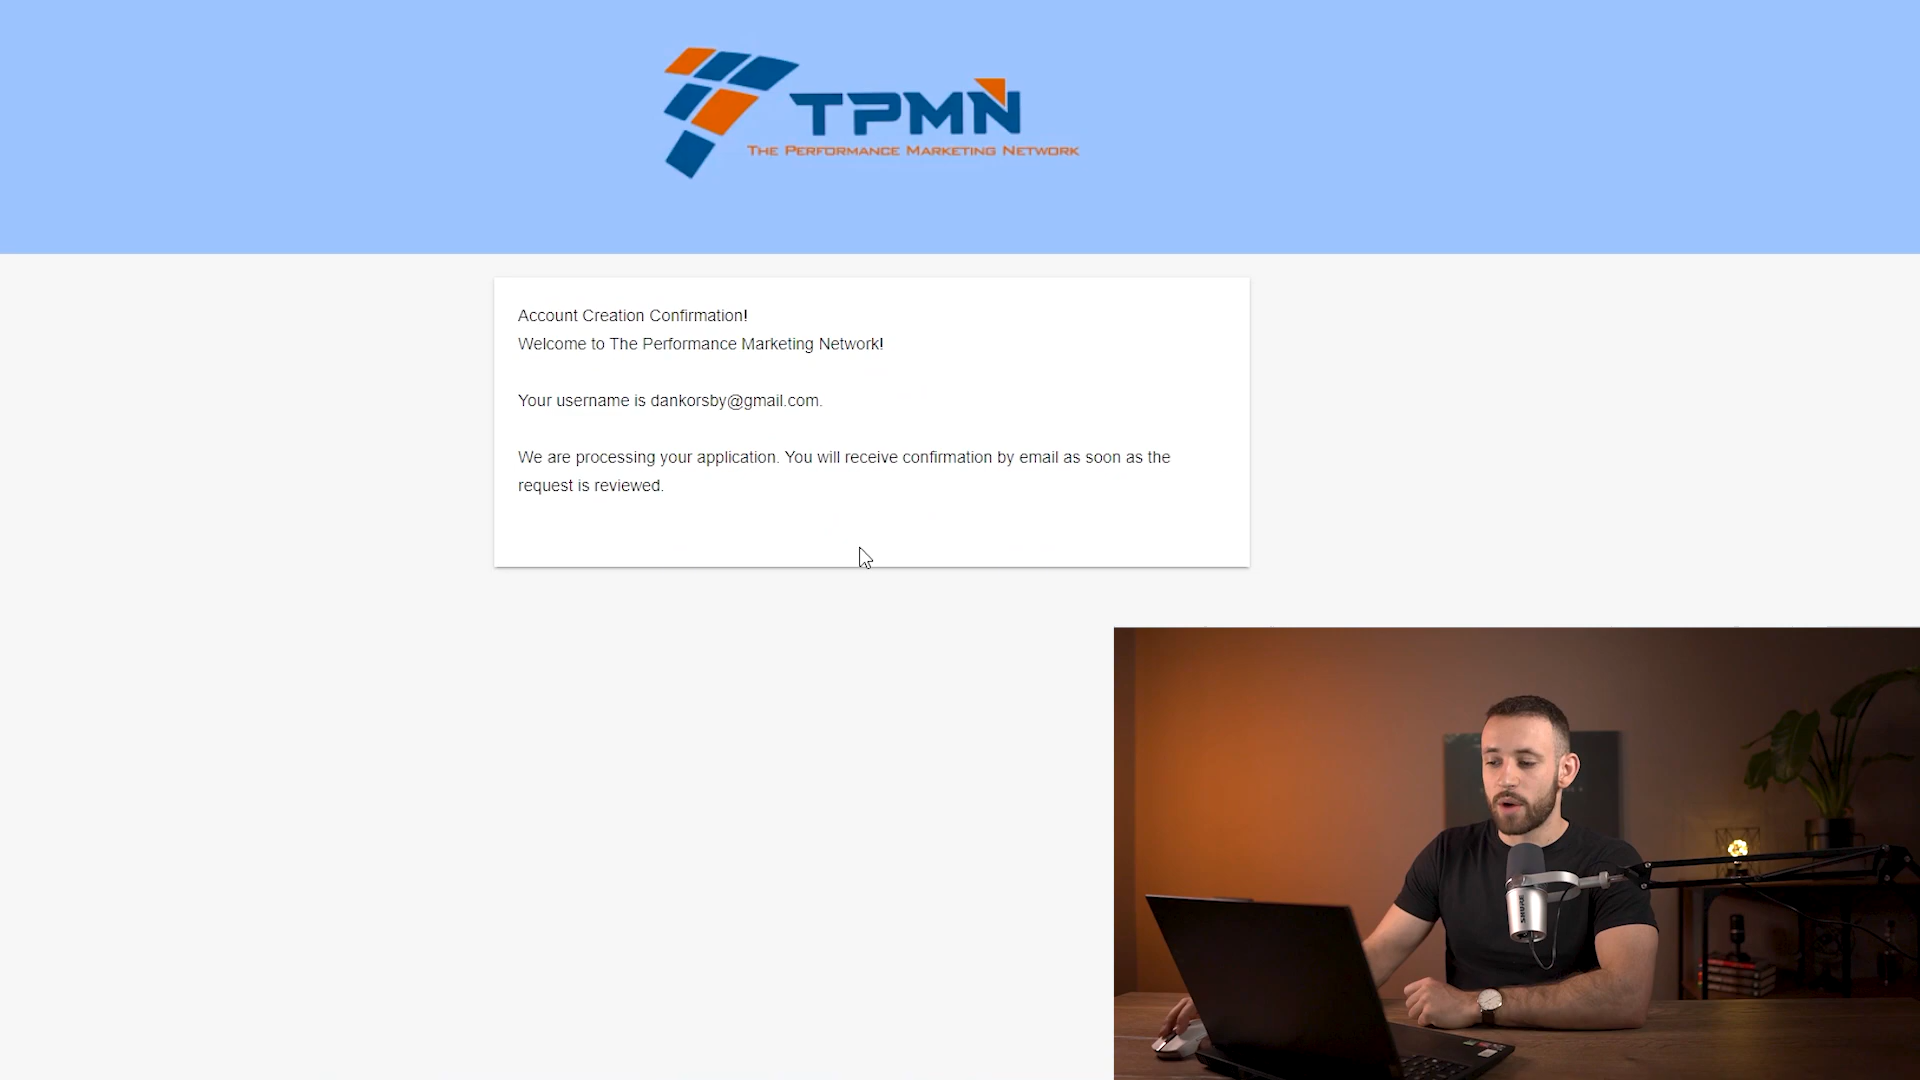 TPMN
The Performance Marketing Network
Account Creation Confirmation!
Welcome to The Performance Marketing Network!
Your username is dankorsby@gmail.com.
We are processing your application. You will receive confirmation by email as soon as the
request is reviewed.
SHURE